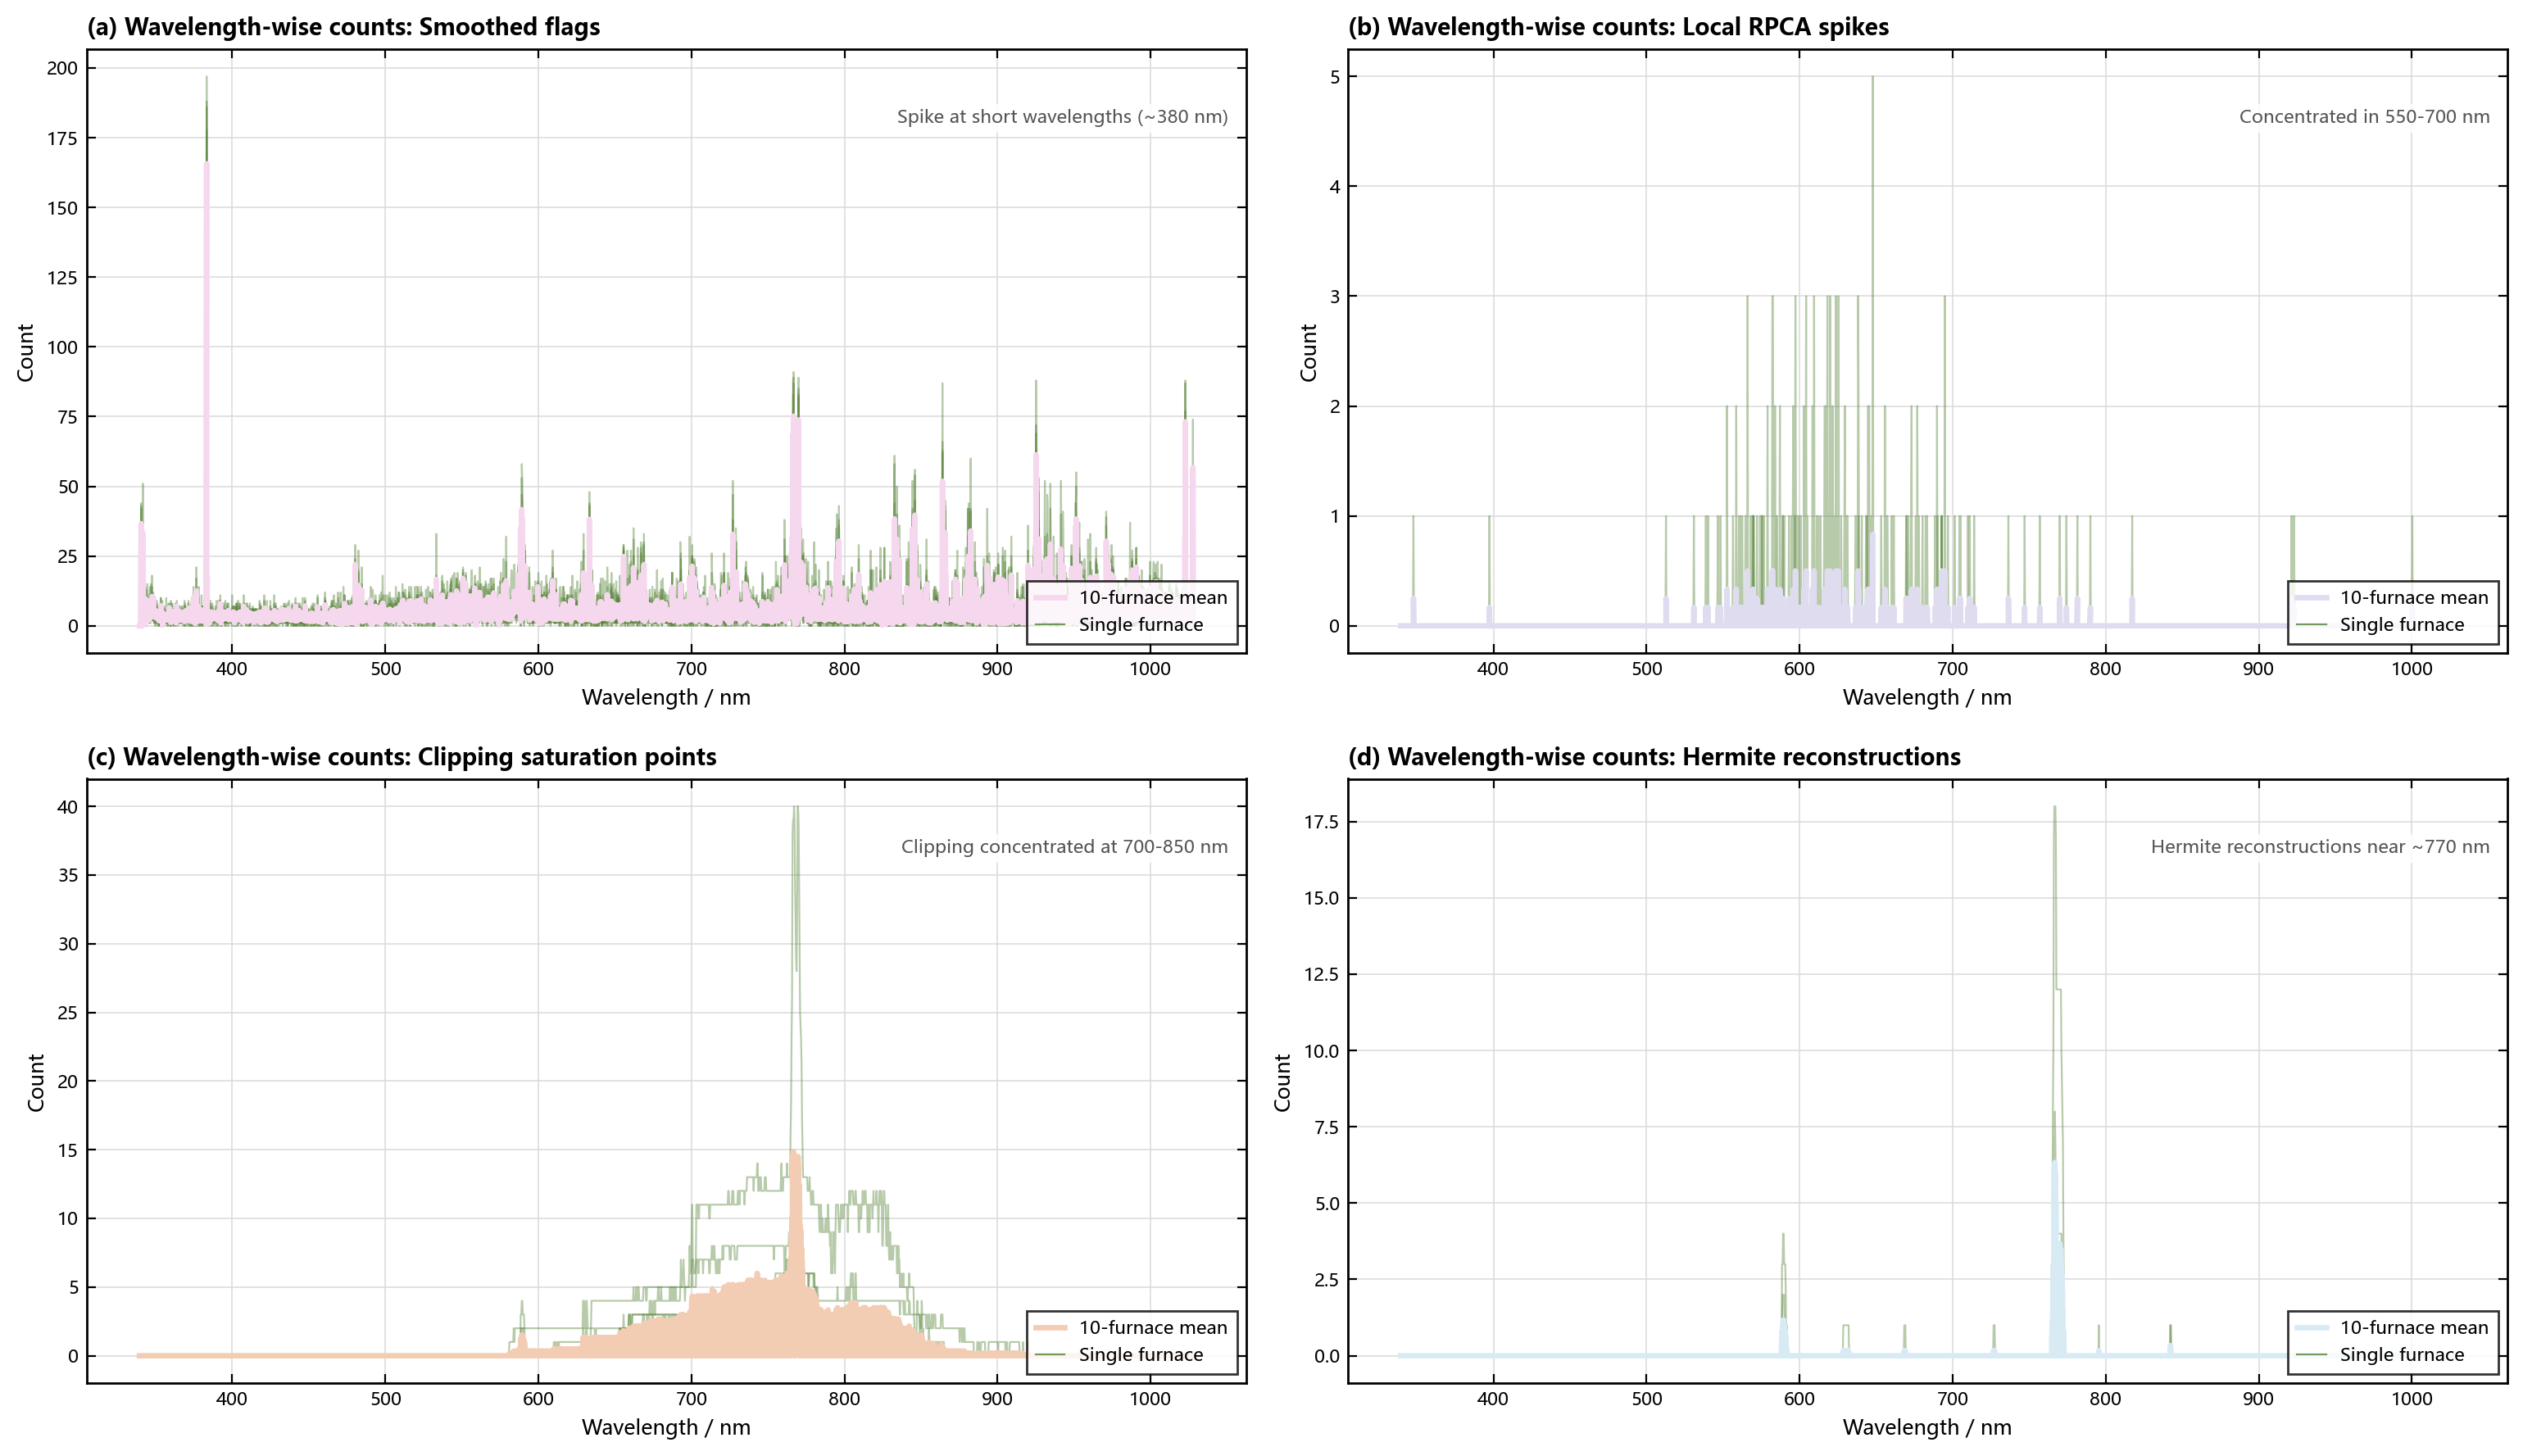 (a) Wavelength-wise counts: Smoothed flags
200
175
150
125
100
75
50
25
0
Count
Spike at short wavelengths (~380 nm)
10-furnace mean
Single furnace
400 500 600 700 800 900 1000
Wavelength / nm
(b) Wavelength-wise counts: Local RPCA spikes
5
4
3
2
1
0
Count
Concentrated in 550-700 nm
10-furnace mean
Single furnace
400 500 600 700 800 900 1000
Wavelength / nm
(c) Wavelength-wise counts: Clipping saturation points
40
35
30
25
20
15
10
5
0
Count
Clipping concentrated at 700-850 nm
10-furnace mean
Single furnace
400 500 600 700 800 900 1000
Wavelength / nm
(d) Wavelength-wise counts: Hermite reconstructions
17.5
15.0
12.5
10.0
7.5
5.0
2.5
0.0
Count
Hermite reconstructions near ~770 nm
10-furnace mean
Single furnace
400 500 600 700 800 900 1000
Wavelength / nm